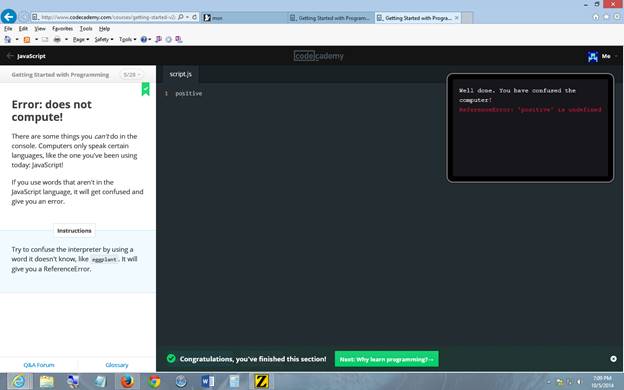 http://www.codecademy.com/courses/getting-started-v2/
msn
Getting Started with Program...
Getting Started with Program...
File Edit View Favorites Tools Help
Page Safety Tools
JavaScript
codecademy
Me
Getting Started with Programming
5/28
script.js
1 positive
Well done. You have confused the
computer!
ReferenceError: 'positive' is undefined
Error: does not
compute!
There are some things you can't do in the
console. Computers only speak certain
languages, like the one you've been using
today: JavaScript!
If you use words that aren't in the
JavaScript language, it will get confused and
give you an error.
Instructions
Try to confuse the interpreter by using a
word it doesn't know, like eggplant. It will
give you a ReferenceError.
Congratulations, you've finished this section!
Next: Why learn programming?
Q&A Forum
Glossary
7:09 PM
10/5/2014